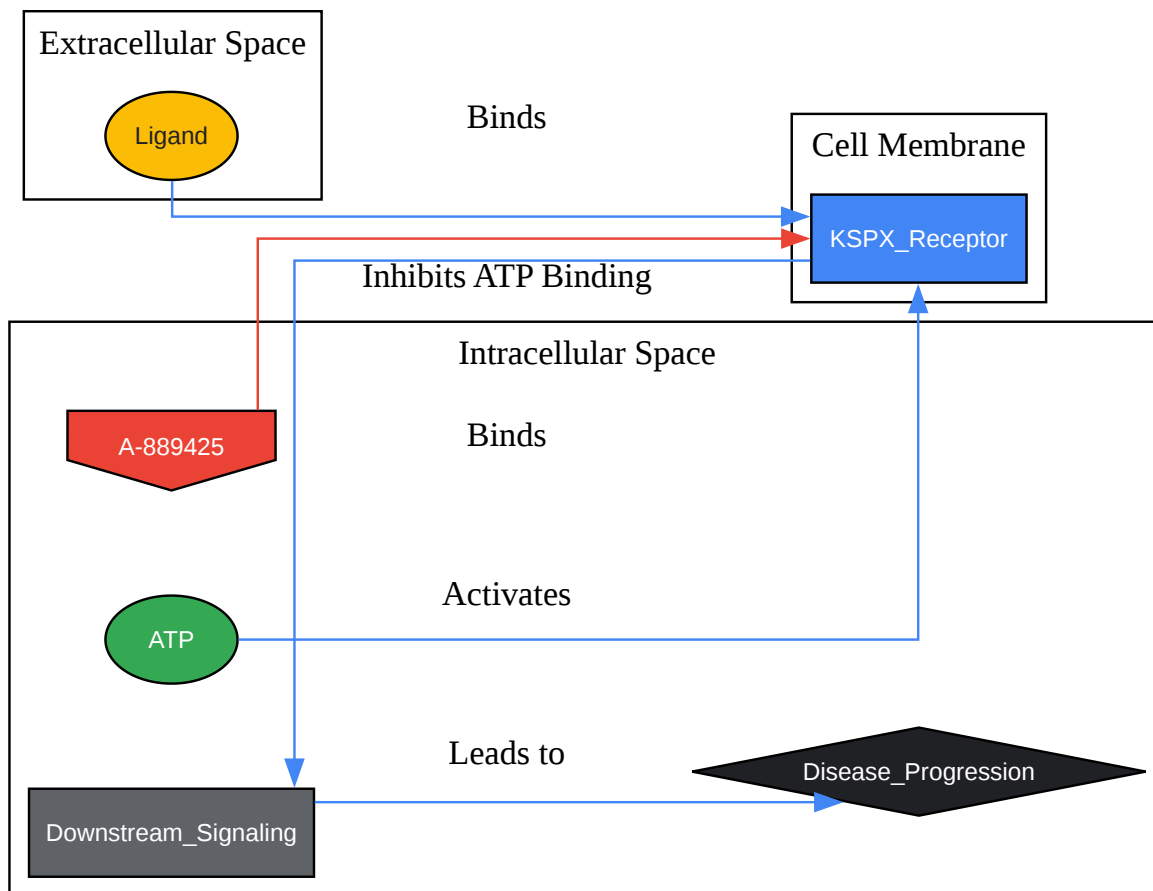 Extracellular Space
Ligand
Binds
Cell Membrane
KSPX_Receptor
Inhibits ATP Binding
Intracellular Space
A-889425
Binds
ATP
Activates
Leads to
Disease_Progression
Downstream_Signaling